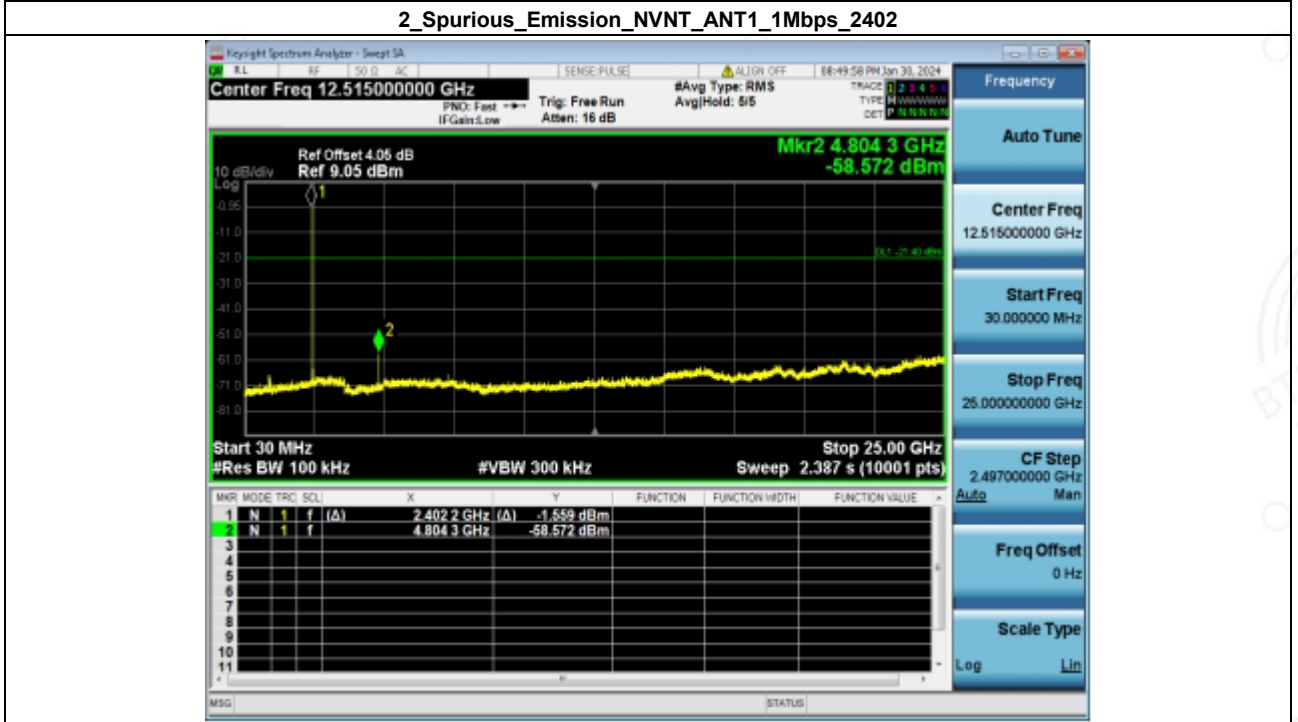 2_Spurious_Emission_NVNT_ANT1_1Mbps_2402
Keysight Spectrum Analyzer - Swept SA
RL RF 50 Ω AC SENSE:PULSE ALIGN OFF 08:49:58 PM Jan 30, 2024
Center Freq 12.515000000 GHz
PNO: Fast
IFGain:Low
Trig: Free Run
Atten: 16 dB
#Avg Type: RMS
Avg|Hold: 5/5
TRACE 1 2 3 4 5 6
TYPE M WWWWW
DET P N N N N N
Mkr2 4.804 3 GHz
-58.572 dBm
Ref Offset 4.05 dB
10 dB/div Ref 9.05 dBm
Log
1
-0.95
-11.0
-21.0
DL1 -21.40 dBm
-31.0
-41.0
2
-51.0
-61.0
-71.0
-81.0
Start 30 MHz Stop 25.00 GHz
#Res BW 100 kHz #VBW 300 kHz Sweep 2.387 s (10001 pts)
MKR MODE TRC SCL X Y FUNCTION FUNCTION WIDTH FUNCTION VALUE
1 N 1 f (Δ) 2.402 2 GHz (Δ) -1.559 dBm
2 N 1 f 4.804 3 GHz -58.572 dBm
3
4
5
6
7
8
9
10
11
MSG STATUS
Frequency
Auto Tune
Center Freq
12.515000000 GHz
Start Freq
30.000000 MHz
Stop Freq
25.000000000 GHz
CF Step
2.497000000 GHz
Auto Man
Freq Offset
0 Hz
Scale Type
Log Lin